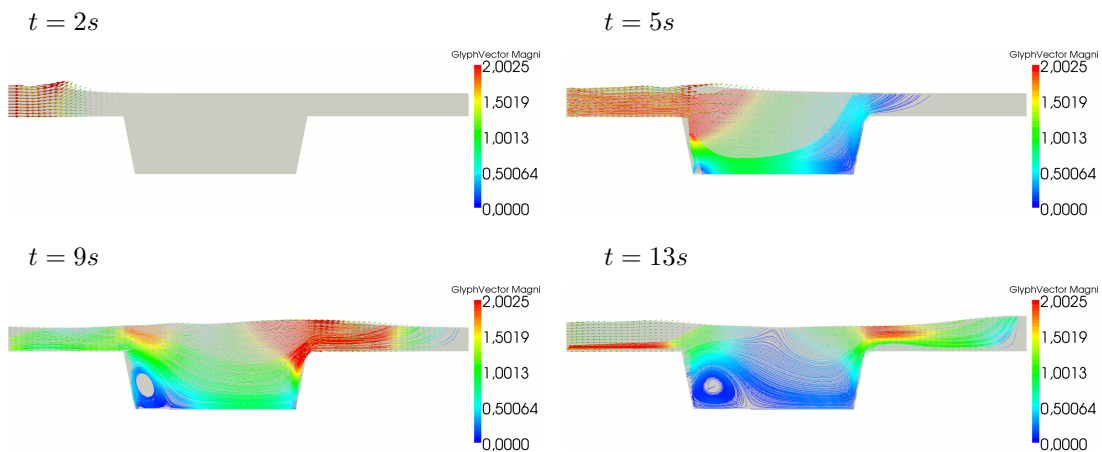 t = 2s
t = 5s
GlyphVector Magni
2,0025
1,5019
1,0013
0,50064
0,0000
GlyphVector Magni
2,0025
1,5019
1,0013
0,50064
0,0000
t = 9s
t = 13s
GlyphVector Magni
2,0025
1,5019
1,0013
0,50064
0,0000
GlyphVector Magni
2,0025
1,5019
1,0013
0,50064
0,0000